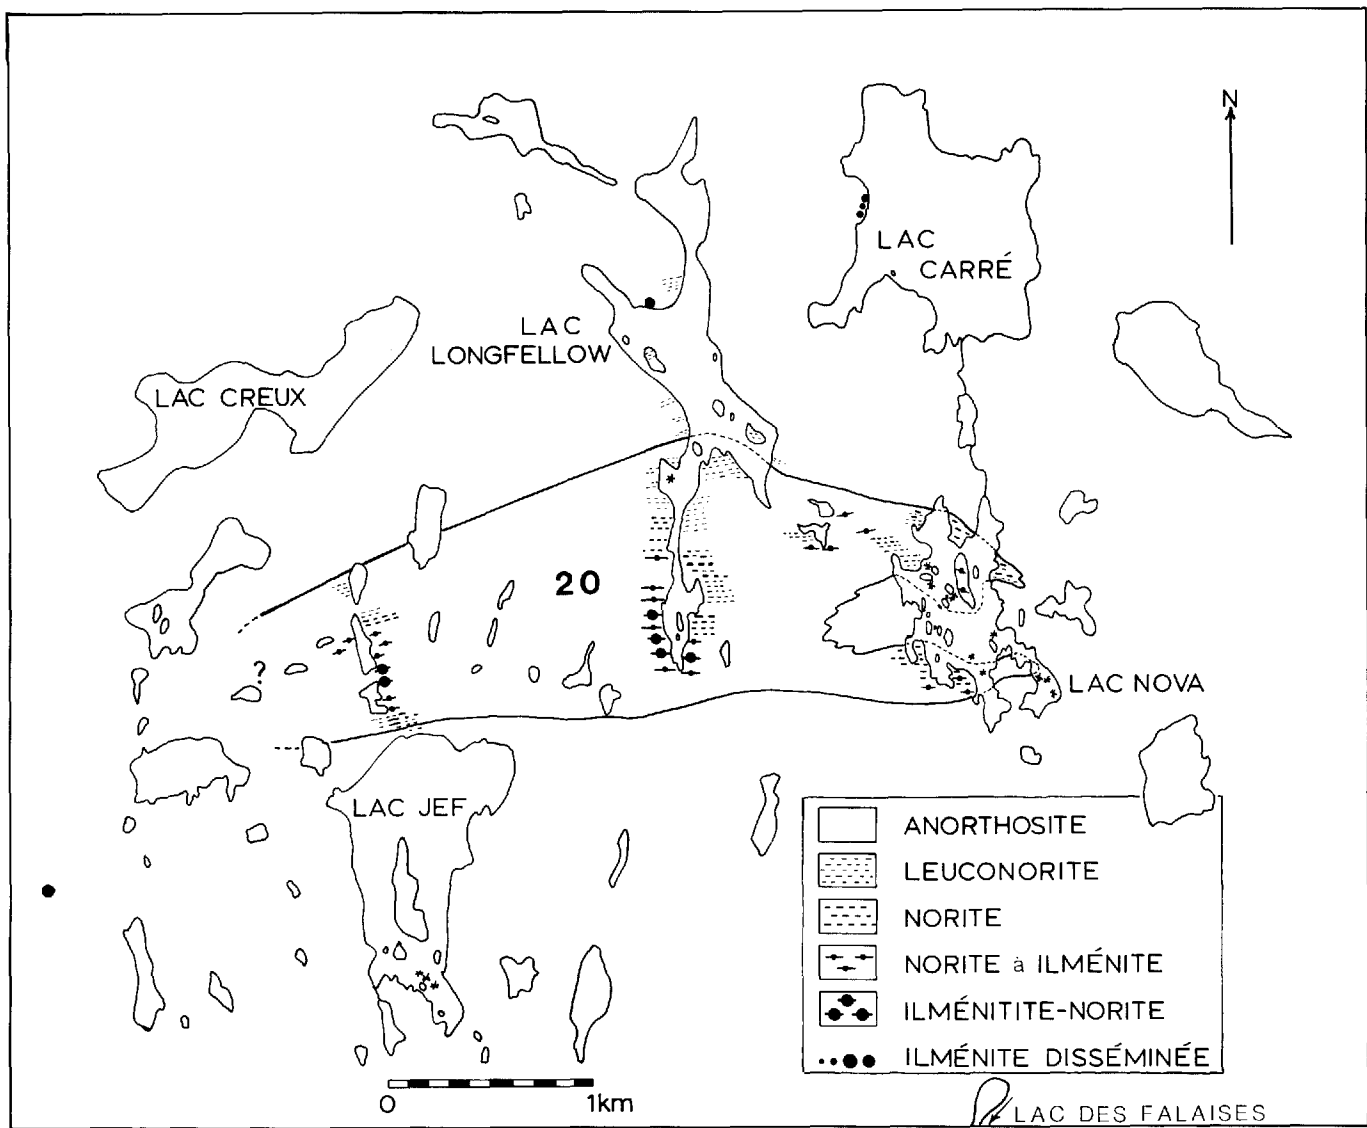 N
LAC
CARRÉ
LAC
LONGFELLOW
LAC CREUX
20
?
LAC NOVA
LAC JEF
ANORTHOSITE
LEUCONORITE
NORITE
NORITE à ILMÉNITE
ILMÉNITITE-NORITE
ILMÉNITE DISSÉMINÉE
0 1km
LAC DES FALAISES